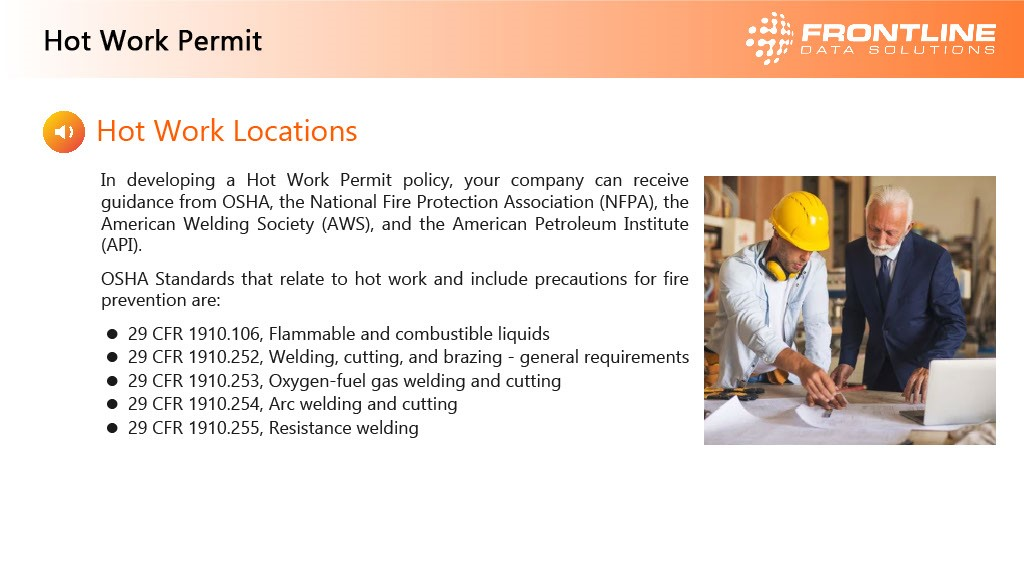 Hot Work Permit
FRONTLINE
DATA SOLUTIONS
Hot Work Locations
In developing a Hot Work Permit policy, your company can receive
guidance from OSHA, the National Fire Protection Association (NFPA), the
American Welding Society (AWS), and the American Petroleum Institute
(API).
OSHA Standards that relate to hot work and include precautions for fire
prevention are:
● 29 CFR 1910.106, Flammable and combustible liquids
● 29 CFR 1910.252, Welding, cutting, and brazing - general requirements
● 29 CFR 1910.253, Oxygen-fuel gas welding and cutting
● 29 CFR 1910.254, Arc welding and cutting
● 29 CFR 1910.255, Resistance welding